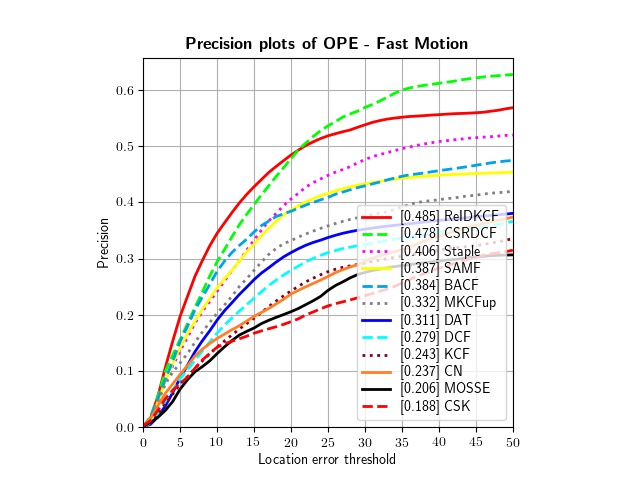 Precision plots of OPE - Fast Motion
0.6
0.5
0.4
0.3
0.2
0.1
0.0
Precision
[0.485] RelDKCF
[0.478] CSRDCF
[0.406] Staple
[0.387] SAMF
[0.384] BACF
[0.332] MKCFup
[0.311] DAT
[0.279] DCF
[0.243] KCF
[0.237] CN
[0.206] MOSSE
[0.188] CSK
0 5 10 15 20 25 30 35 40 45 50
Location error threshold